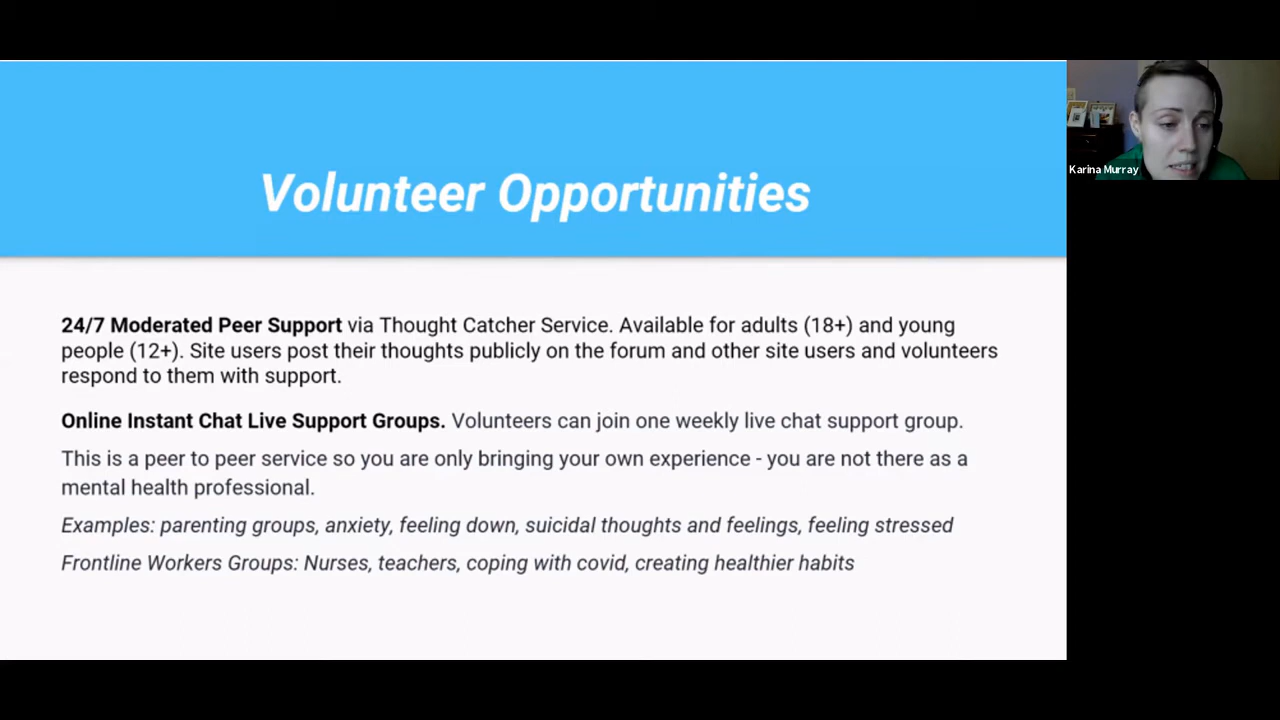 Volunteer Opportunities
Karina Murray
24/7 Moderated Peer Support via Thought Catcher Service. Available for adults (18+) and young
people (12+). Site users post their thoughts publicly on the forum and other site users and volunteers
respond to them with support.
Online Instant Chat Live Support Groups. Volunteers can join one weekly live chat support group.
This is a peer to peer service so you are only bringing your own experience - you are not there as a
mental health professional.
Examples: parenting groups, anxiety, feeling down, suicidal thoughts and feelings, feeling stressed
Frontline Workers Groups: Nurses, teachers, coping with covid, creating healthier habits